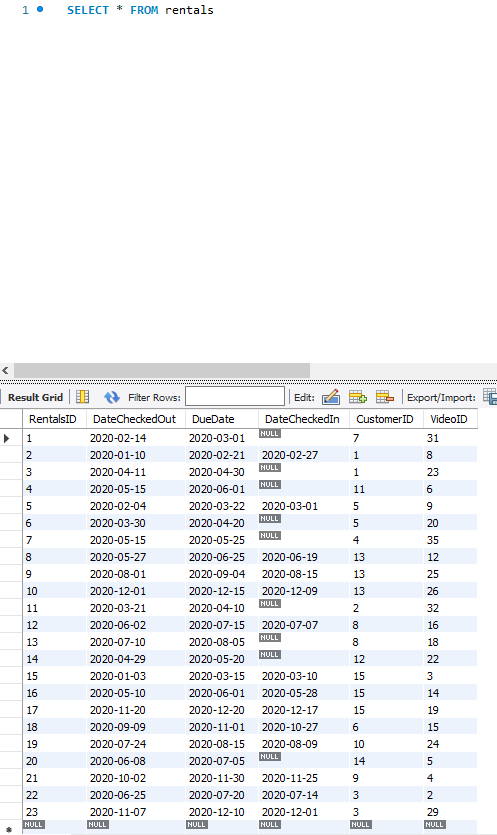 1 SELECT * FROM rentals
Result Grid Filter Rows: Edit: Export/Import:
RentalsID DateCheckedOut DueDate DateCheckedIn CustomerID VideoID
1 2020-02-14 2020-03-01 NULL 7 31
2 2020-01-10 2020-02-21 2020-02-27 1 8
3 2020-04-11 2020-04-30 NULL 1 23
4 2020-05-15 2020-06-01 NULL 11 6
5 2020-02-04 2020-03-22 2020-03-01 5 9
6 2020-03-30 2020-04-20 NULL 5 20
7 2020-05-15 2020-05-25 NULL 4 35
8 2020-05-27 2020-06-25 2020-06-19 13 12
9 2020-08-01 2020-09-04 2020-08-15 13 25
10 2020-12-01 2020-12-15 2020-12-09 13 26
11 2020-03-21 2020-04-10 NULL 2 32
12 2020-06-02 2020-07-15 2020-07-07 8 16
13 2020-07-10 2020-08-05 NULL 8 18
14 2020-04-29 2020-05-20 NULL 12 22
15 2020-01-03 2020-03-15 2020-03-10 15 3
16 2020-05-10 2020-06-01 2020-05-28 15 14
17 2020-11-20 2020-12-20 2020-12-17 15 19
18 2020-09-09 2020-11-01 2020-10-27 6 15
19 2020-07-24 2020-08-15 2020-08-09 10 24
20 2020-06-08 2020-07-05 NULL 14 5
21 2020-10-02 2020-11-30 2020-11-25 9 4
22 2020-06-25 2020-07-20 2020-07-14 3 2
23 2020-11-07 2020-12-10 2020-12-01 3 29
NULL NULL NULL NULL NULL NULL